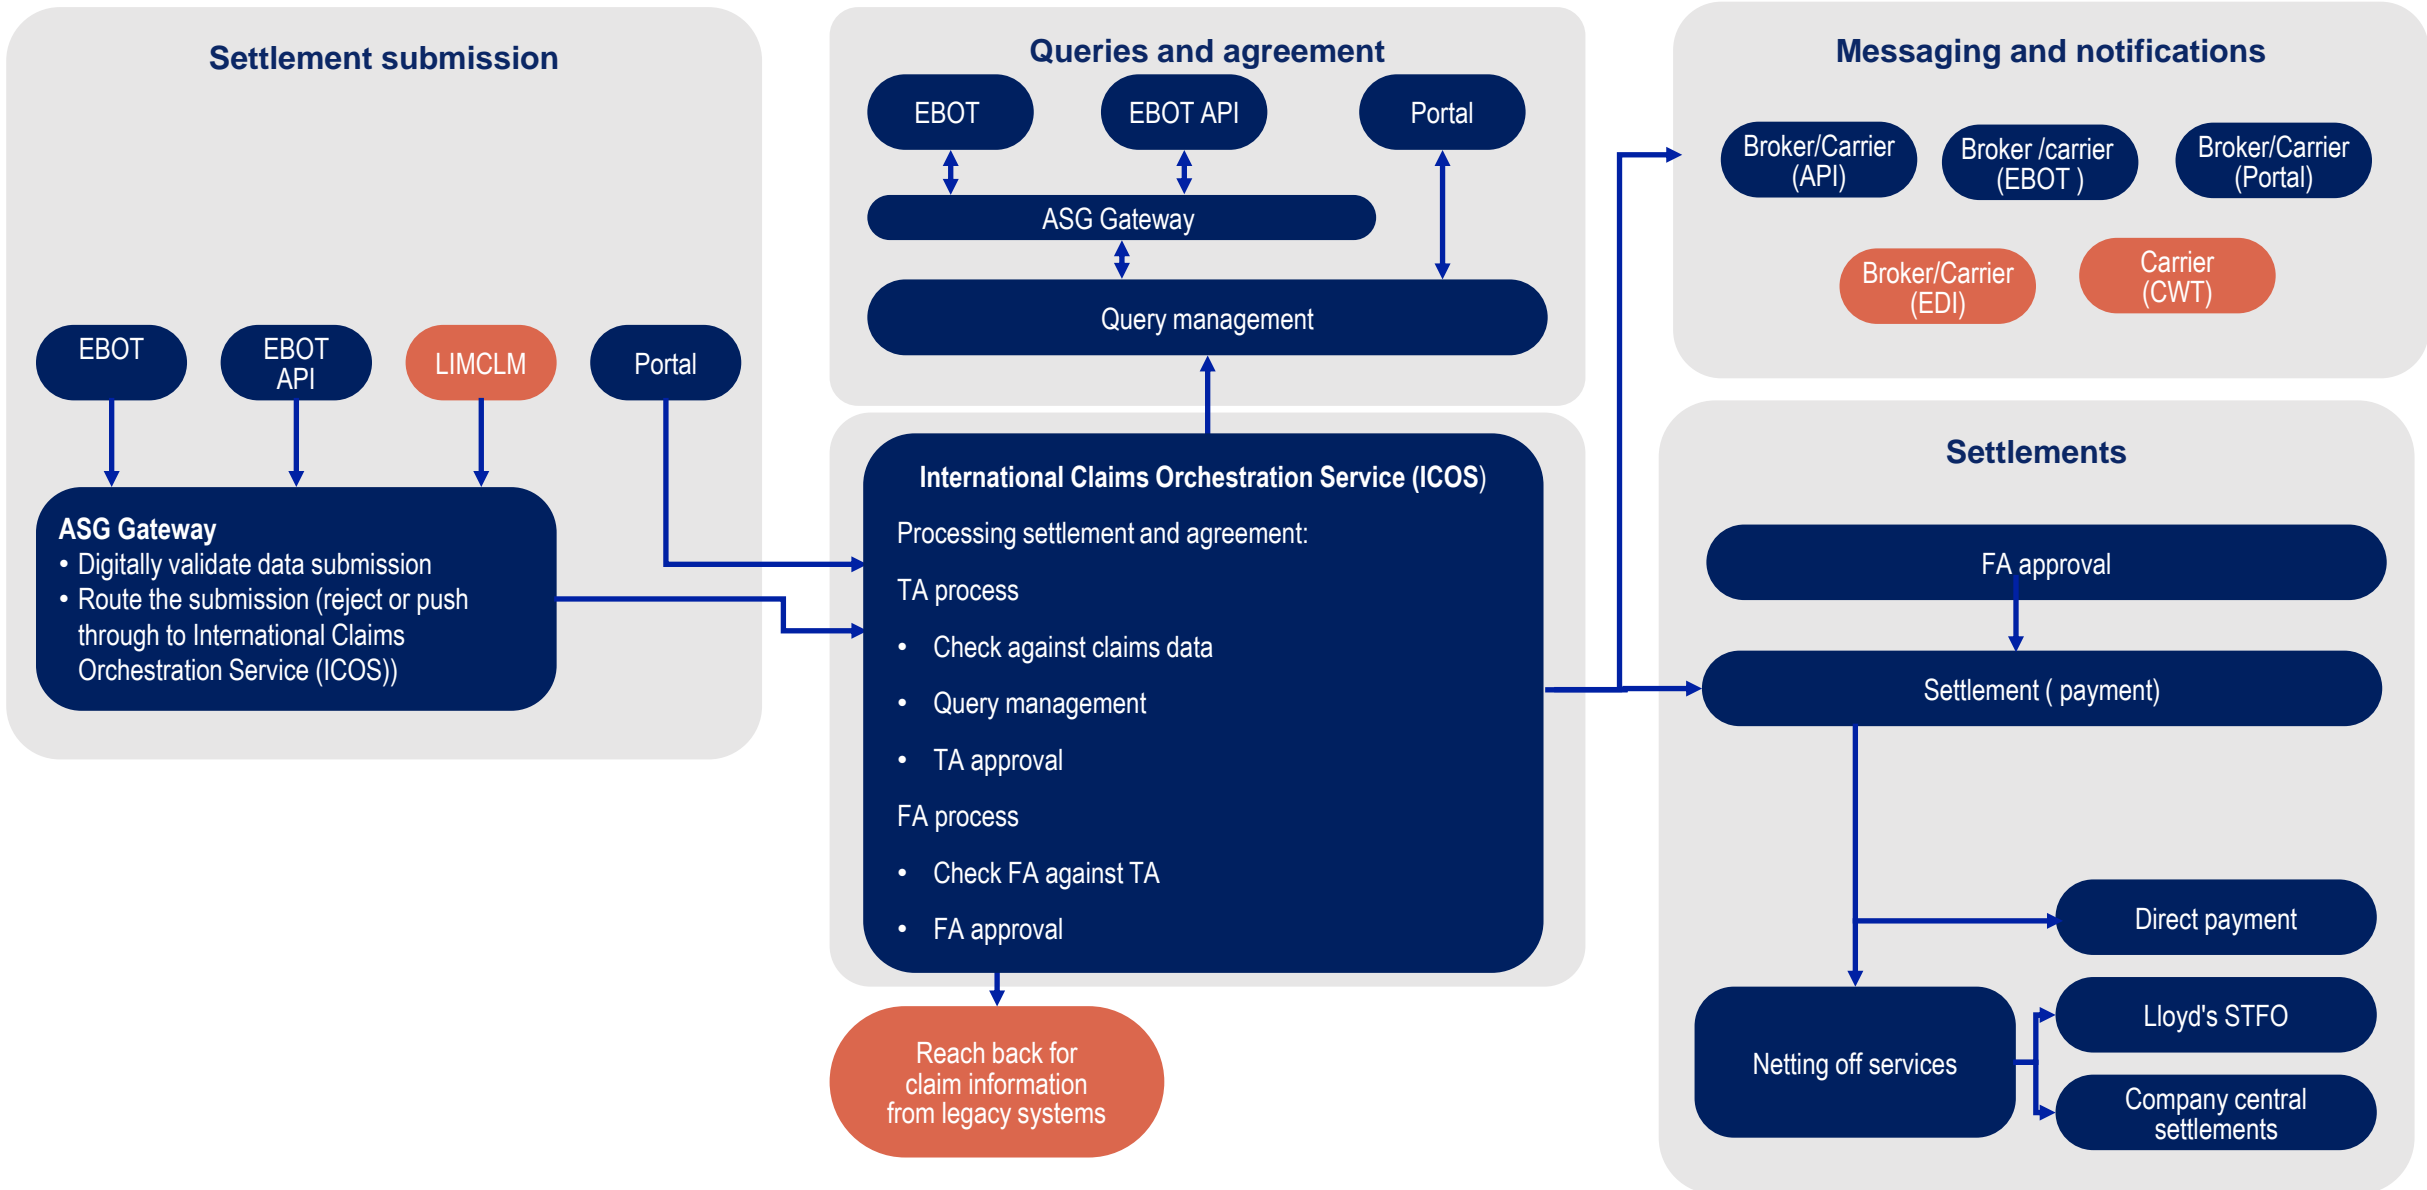 Settlement submission
EBOT
EBOT
API
LIMCLM
Portal
ASG Gateway
• Digitally validate data submission
• Route the submission (reject or push
through to International Claims
Orchestration Service (ICOS))
Queries and agreement
EBOT
EBOT API
Portal
ASG Gateway
Query management
International Claims Orchestration Service (ICOS)
Processing settlement and agreement:
TA process
• Check against claims data
• Query management
• TA approval
FA process
• Check FA against TA
• FA approval
Reach back for
claim information
from legacy systems
Messaging and notifications
Broker/Carrier
(API)
Broker /carrier
(EBOT )
Broker/Carrier
(Portal)
Broker/Carrier
(EDI)
Carrier
(CWT)
Settlements
FA approval
Settlement ( payment)
Direct payment
Netting off services
Lloyd's STFO
Company central
settlements